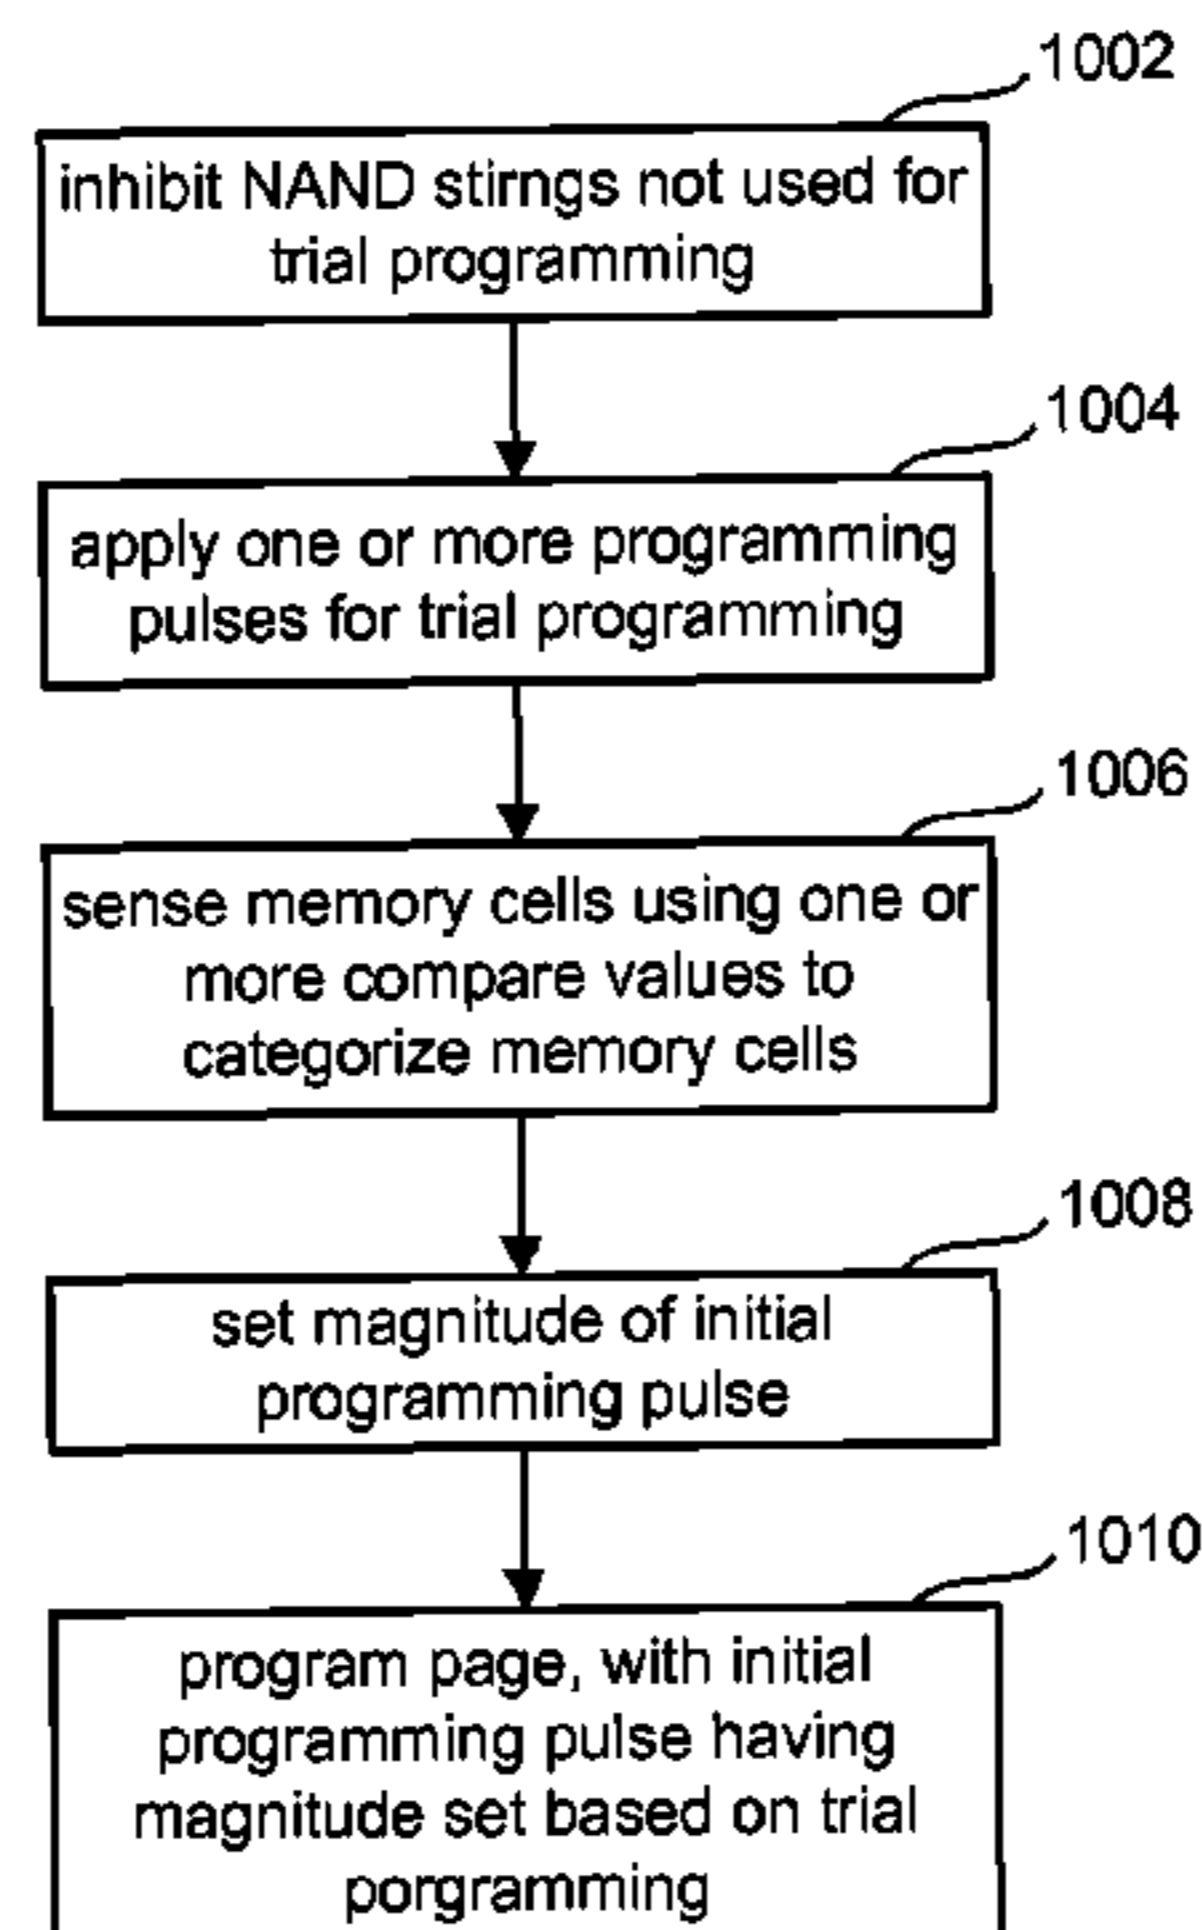 1002
inhibit NAND stirngs not used for
trial programming
1004
apply one or more programming
pulses for trial programming
1006
sense memory cells using one or
more compare values to
categorize memory cells
1008
set magnitude of initial
programming pulse
1010
program page, with initial
programming pulse having
magnitude set based on trial
porgramming